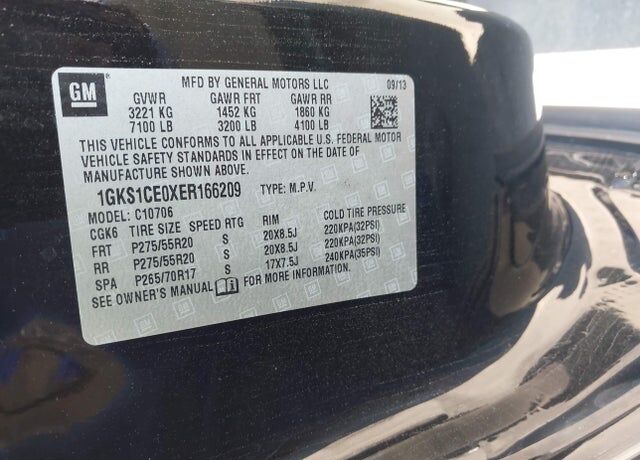 GM
MFD BY GENERAL MOTORS LLC 09/13
GVWR GAWR FRT GAWR RR
3221 KG 1452 KG 1860 KG
7100 LB 3200 LB 4100 LB
THIS VEHICLE CONFORMS TO ALL APPLICABLE U.S. FEDERAL MOTOR
VEHICLE SAFETY STANDARDS IN EFFECT ON THE DATE OF
MANUFACTURE SHOWN ABOVE.
1GKS1CE0XER166209 TYPE: M.P.V.
MODEL: C10706
CGK6 TIRE SIZE SPEED RTG RIM COLD TIRE PRESSURE
FRT P275/55R20 S 20X8.5J 220KPA(32PSI)
RR P275/55R20 S 20X8.5J 220KPA(32PSI)
SPA P265/70R17 S 17X7.5J 240KPA(35PSI)
SEE OWNER'S MANUAL FOR MORE INFORMATION.